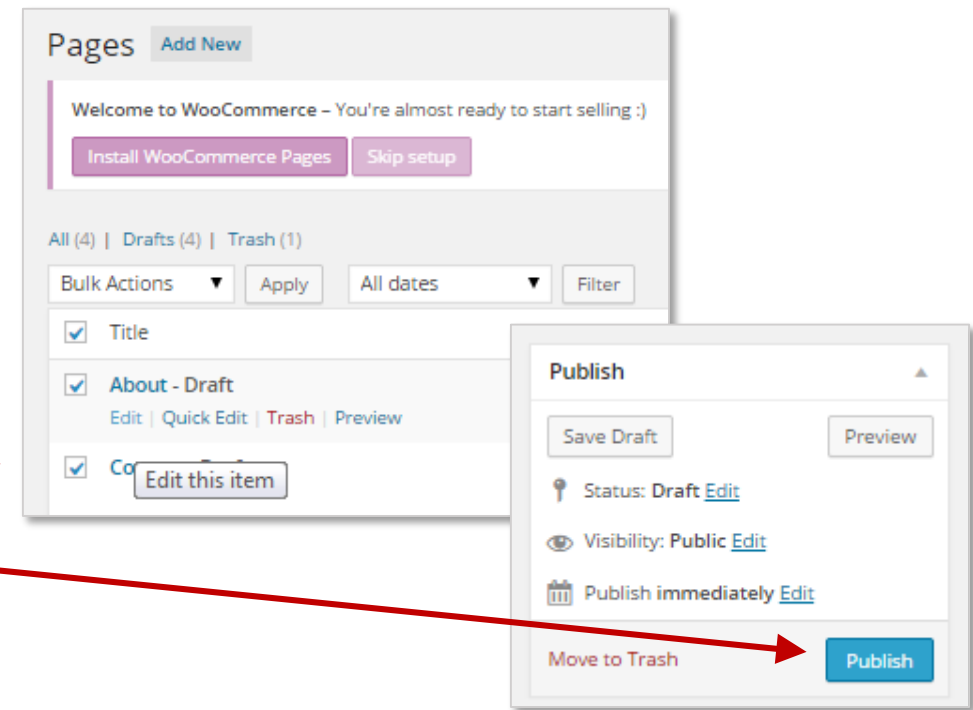 Pages Add New
Welcome to WooCommerce – You're almost ready to start selling :)
Install WooCommerce Pages Skip setup
All (4) | Drafts (4) | Trash (1)
Bulk Actions Apply All dates Filter
Title
About - Draft
Edit | Quick Edit | Trash | Preview
Edit this item
Publish
Save Draft Preview
Status: Draft Edit
Visibility: Public Edit
Publish immediately Edit
Move to Trash Publish